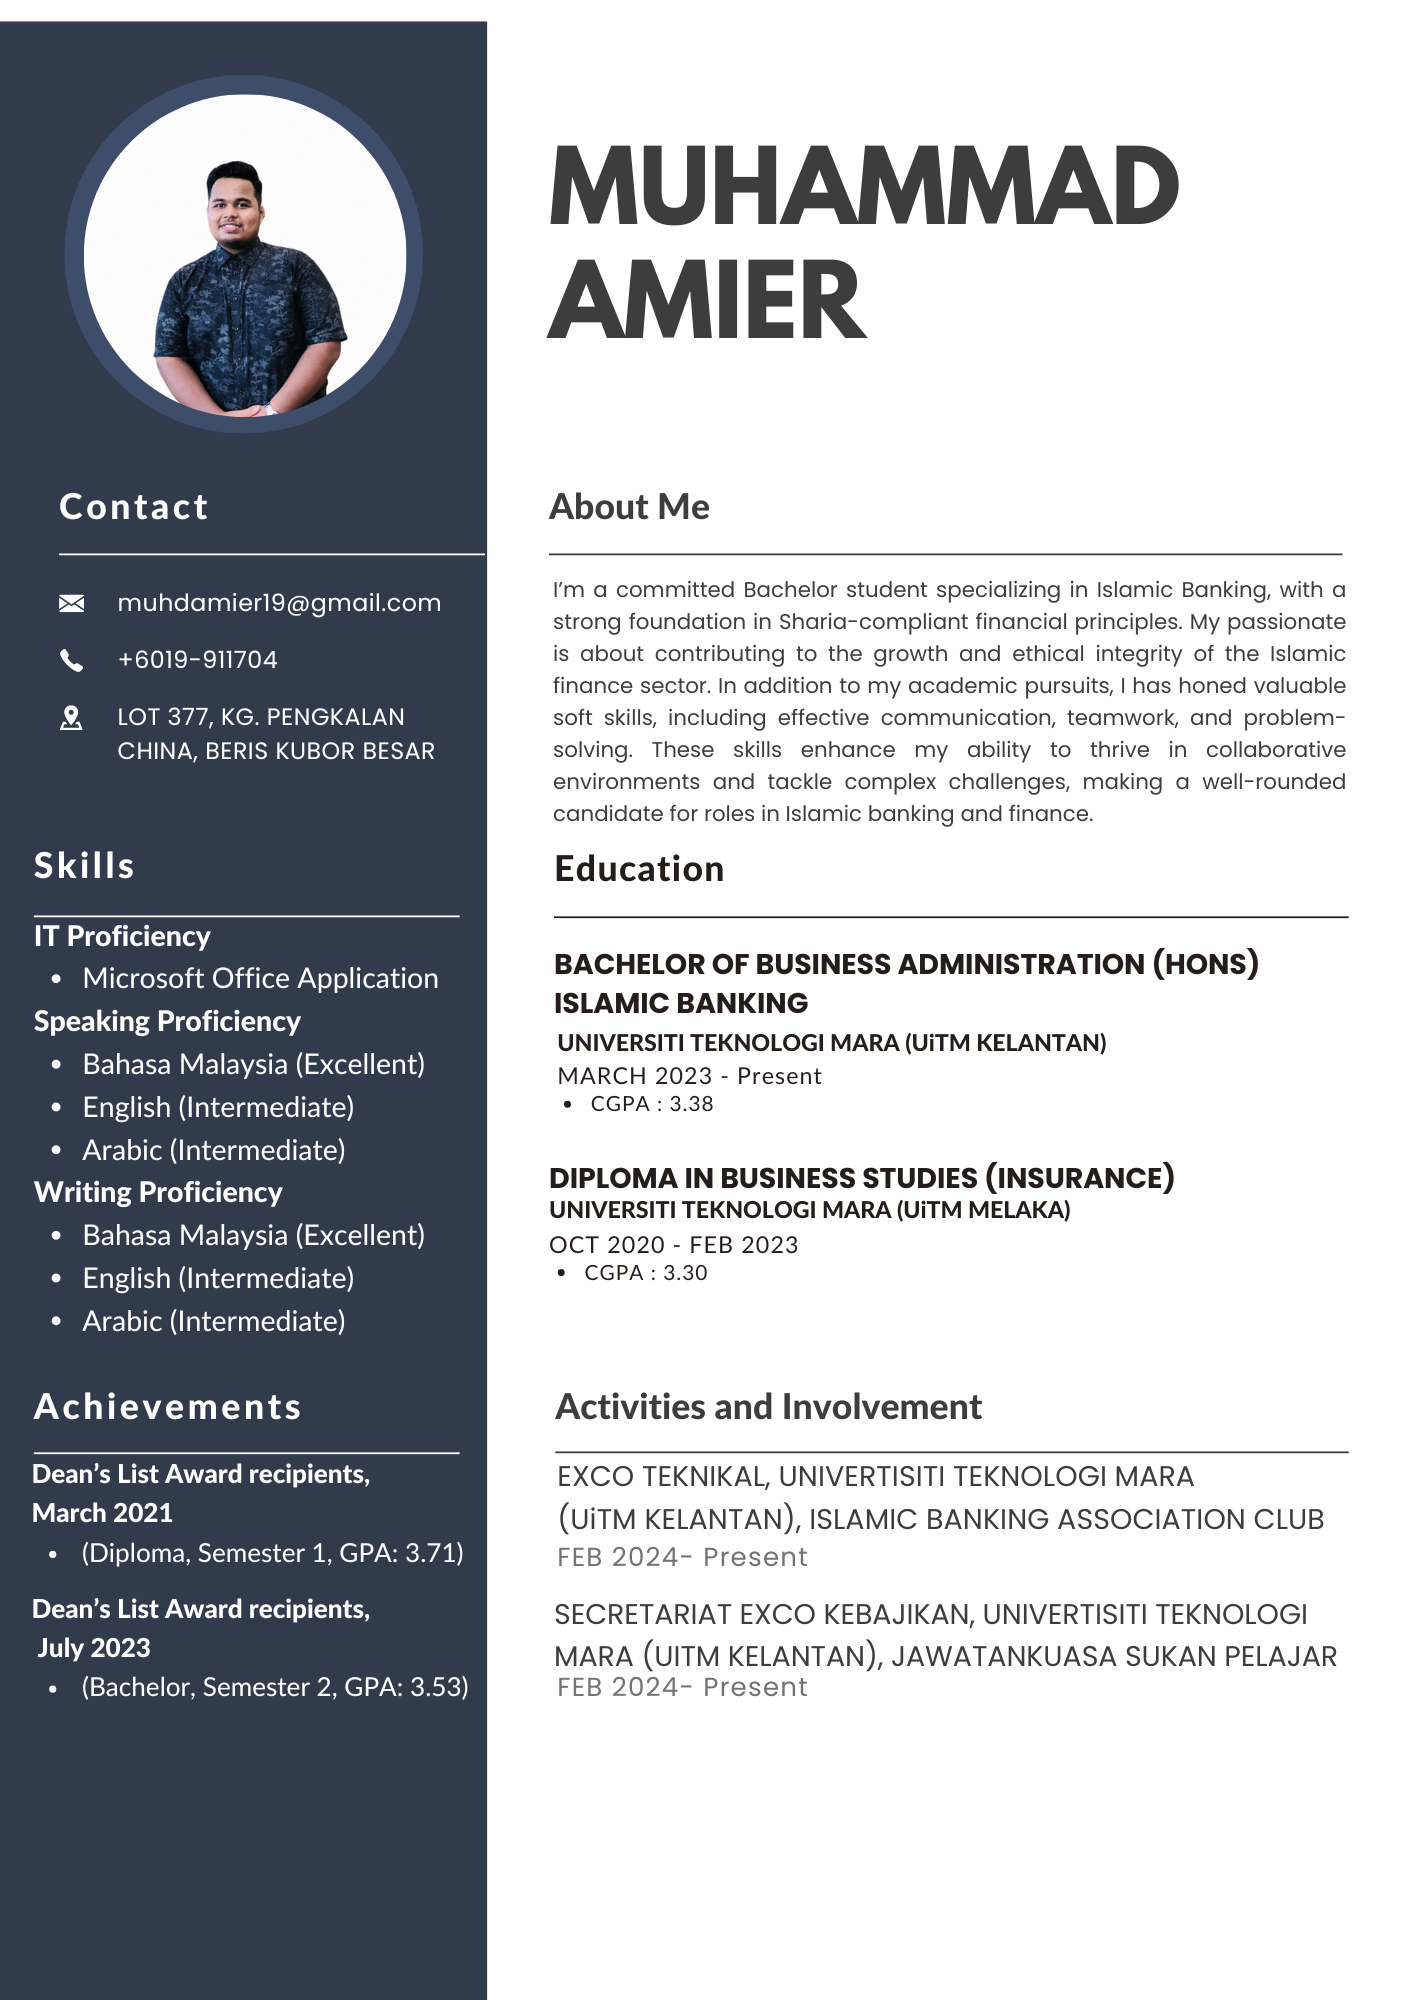 MUHAMMAD
AMIER
Contact
muhdamier19@gmail.com
+6019-911704
LOT 377, KG. PENGKALAN
CHINA, BERIS KUBOR BESAR
Skills
IT Proficiency
• Microsoft Office Application
Speaking Proficiency
• Bahasa Malaysia (Excellent)
• English (Intermediate)
• Arabic (Intermediate)
Writing Proficiency
• Bahasa Malaysia (Excellent)
• English (Intermediate)
• Arabic (Intermediate)
Achievements
Dean’s List Award recipients,
March 2021
• (Diploma, Semester 1, GPA: 3.71)
Dean’s List Award recipients,
July 2023
• (Bachelor, Semester 2, GPA: 3.53)
About Me
I’m a committed Bachelor student specializing in Islamic Banking, with a
strong foundation in Sharia-compliant financial principles. My passionate
is about contributing to the growth and ethical integrity of the Islamic
finance sector. In addition to my academic pursuits, I has honed valuable
soft skills, including effective communication, teamwork, and problem-
solving. These skills enhance my ability to thrive in collaborative
environments and tackle complex challenges, making a well-rounded
candidate for roles in Islamic banking and finance.
Education
BACHELOR OF BUSINESS ADMINISTRATION (HONS)
ISLAMIC BANKING
UNIVERSITI TEKNOLOGI MARA (UiTM KELANTAN)
MARCH 2023 - Present
• CGPA : 3.38
DIPLOMA IN BUSINESS STUDIES (INSURANCE)
UNIVERSITI TEKNOLOGI MARA (UiTM MELAKA)
OCT 2020 - FEB 2023
• CGPA : 3.30
Activities and Involvement
EXCO TEKNIKAL, UNIVERTISITI TEKNOLOGI MARA
(UiTM KELANTAN), ISLAMIC BANKING ASSOCIATION CLUB
FEB 2024- Present
SECRETARIAT EXCO KEBAJIKAN, UNIVERTISITI TEKNOLOGI
MARA (UITM KELANTAN), JAWATANKUASA SUKAN PELAJAR
FEB 2024- Present